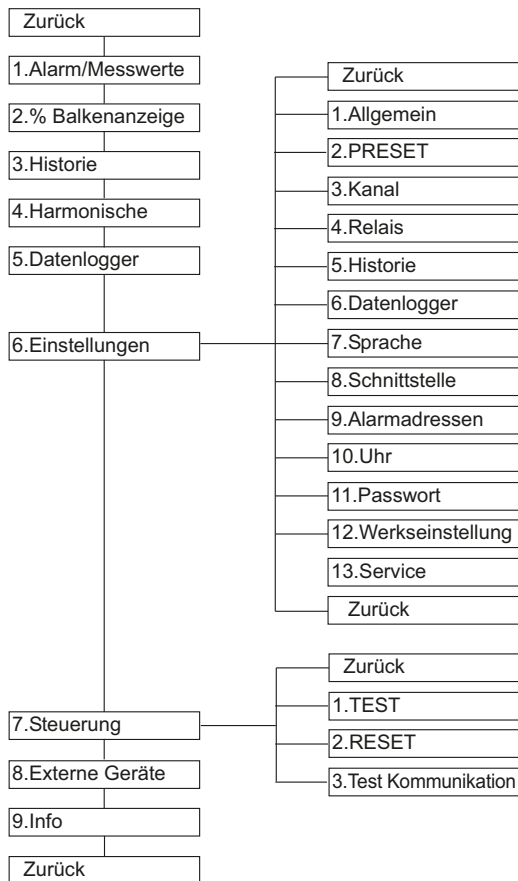 Zurück
1.Alarm/Messwerte
2.% Balkenanzeige
3.Historie
4.Harmonische
5.Datenlogger
6.Einstellungen
Zurück
1.Allgemein
2.PRESET
3.Kanal
4.Relais
5.Historie
6.Datenlogger
7.Sprache
8.Schnittstelle
9.Alarmadressen
10.Uhr
11.Passwort
12.Werkseinstellung
13.Service
Zurück
7.Steuerung
Zurück
1.TEST
2.RESET
3.Test Kommunikation
8.Externe Geräte
9.Info
Zurück